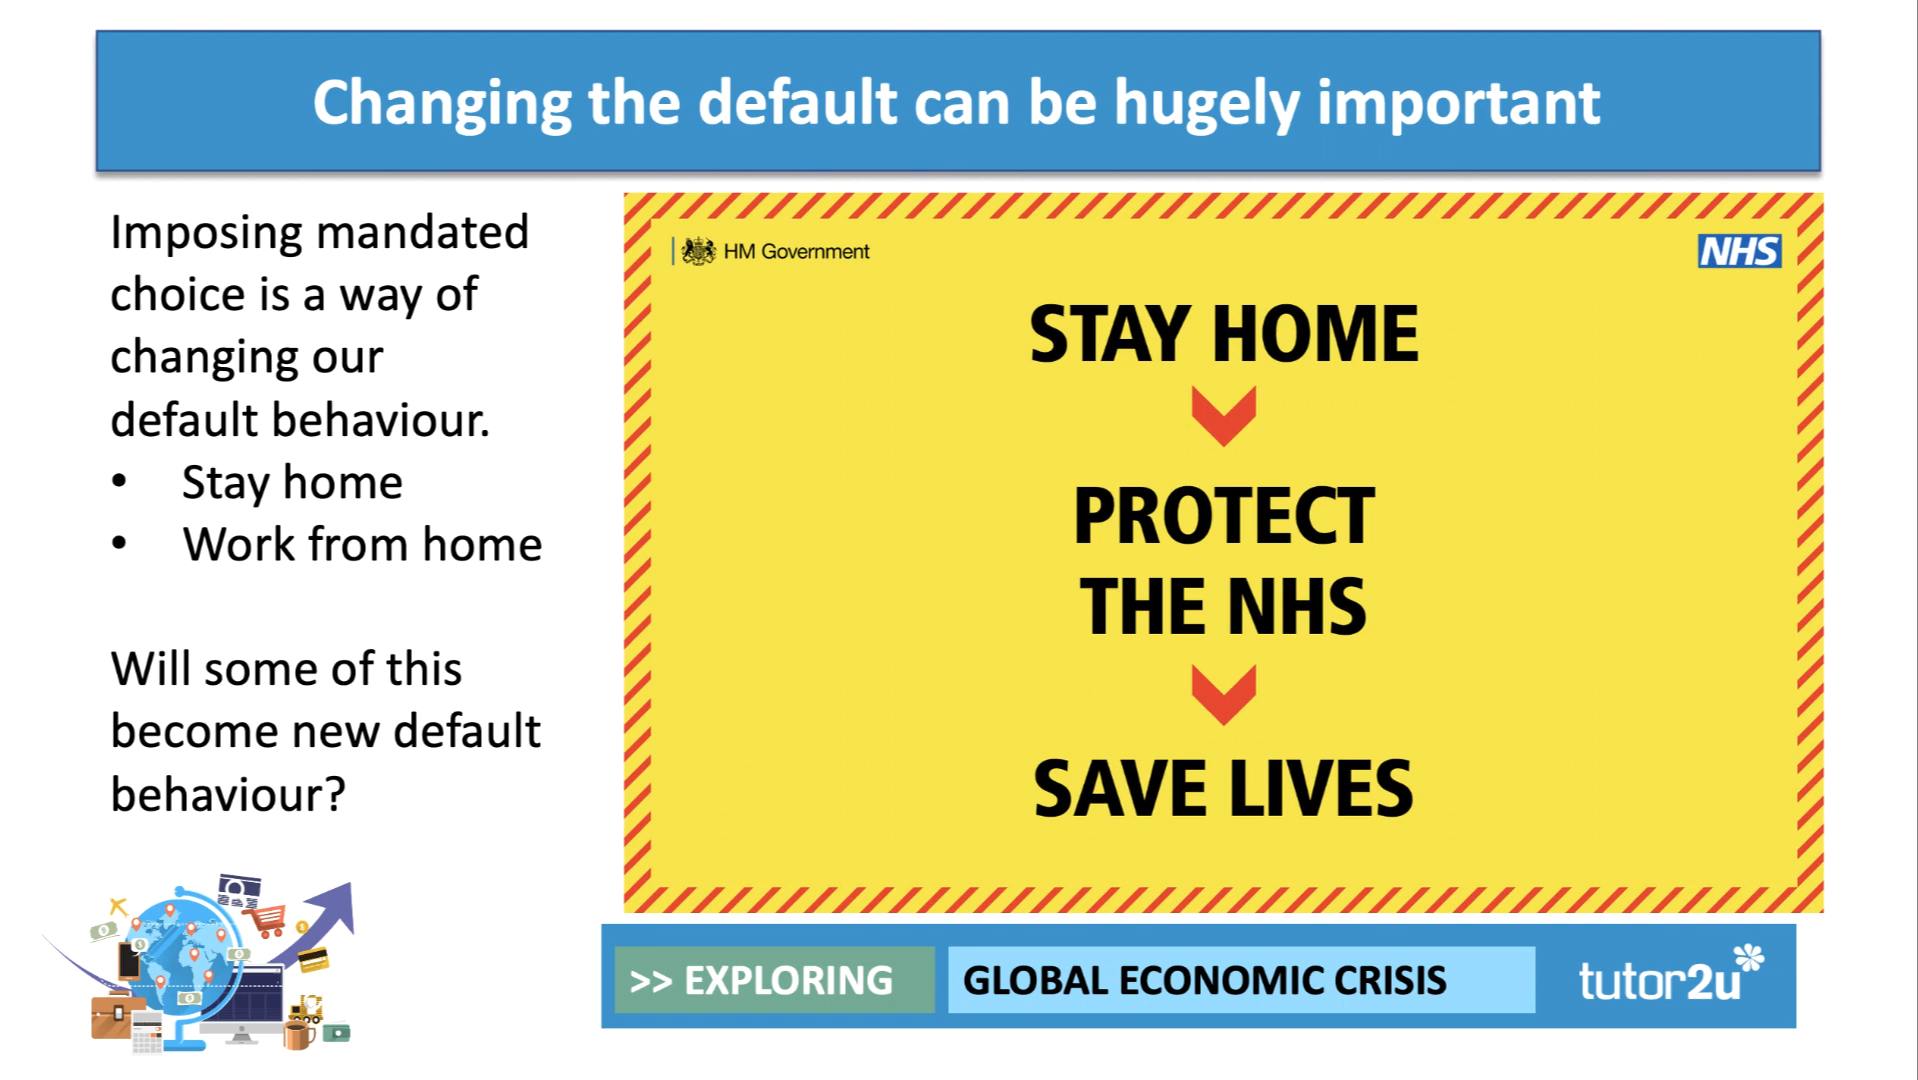 Changing the default can be hugely important
Imposing mandated
choice is a way of
changing our
default behaviour.
• Stay home
• Work from home
Will some of this
become new default
behaviour?
HM Government
NHS
STAY HOME
PROTECT
THE NHS
SAVE LIVES
>> EXPLORING
GLOBAL ECONOMIC CRISIS
tutor2u